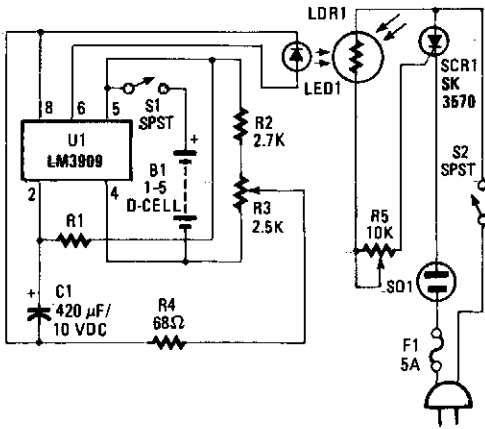 LDR1
LED1
SCR1
SK
3570
8
6
5
S1
SPST
U1
LM3909
2
4
+
B1
1-5
D-CELL
R2
2.7K
R3
2.5K
S2
SPST
R1
R5
10K
SO1
+
C1
420 µF/
10 VDC
R4
68Ω
F1
5A